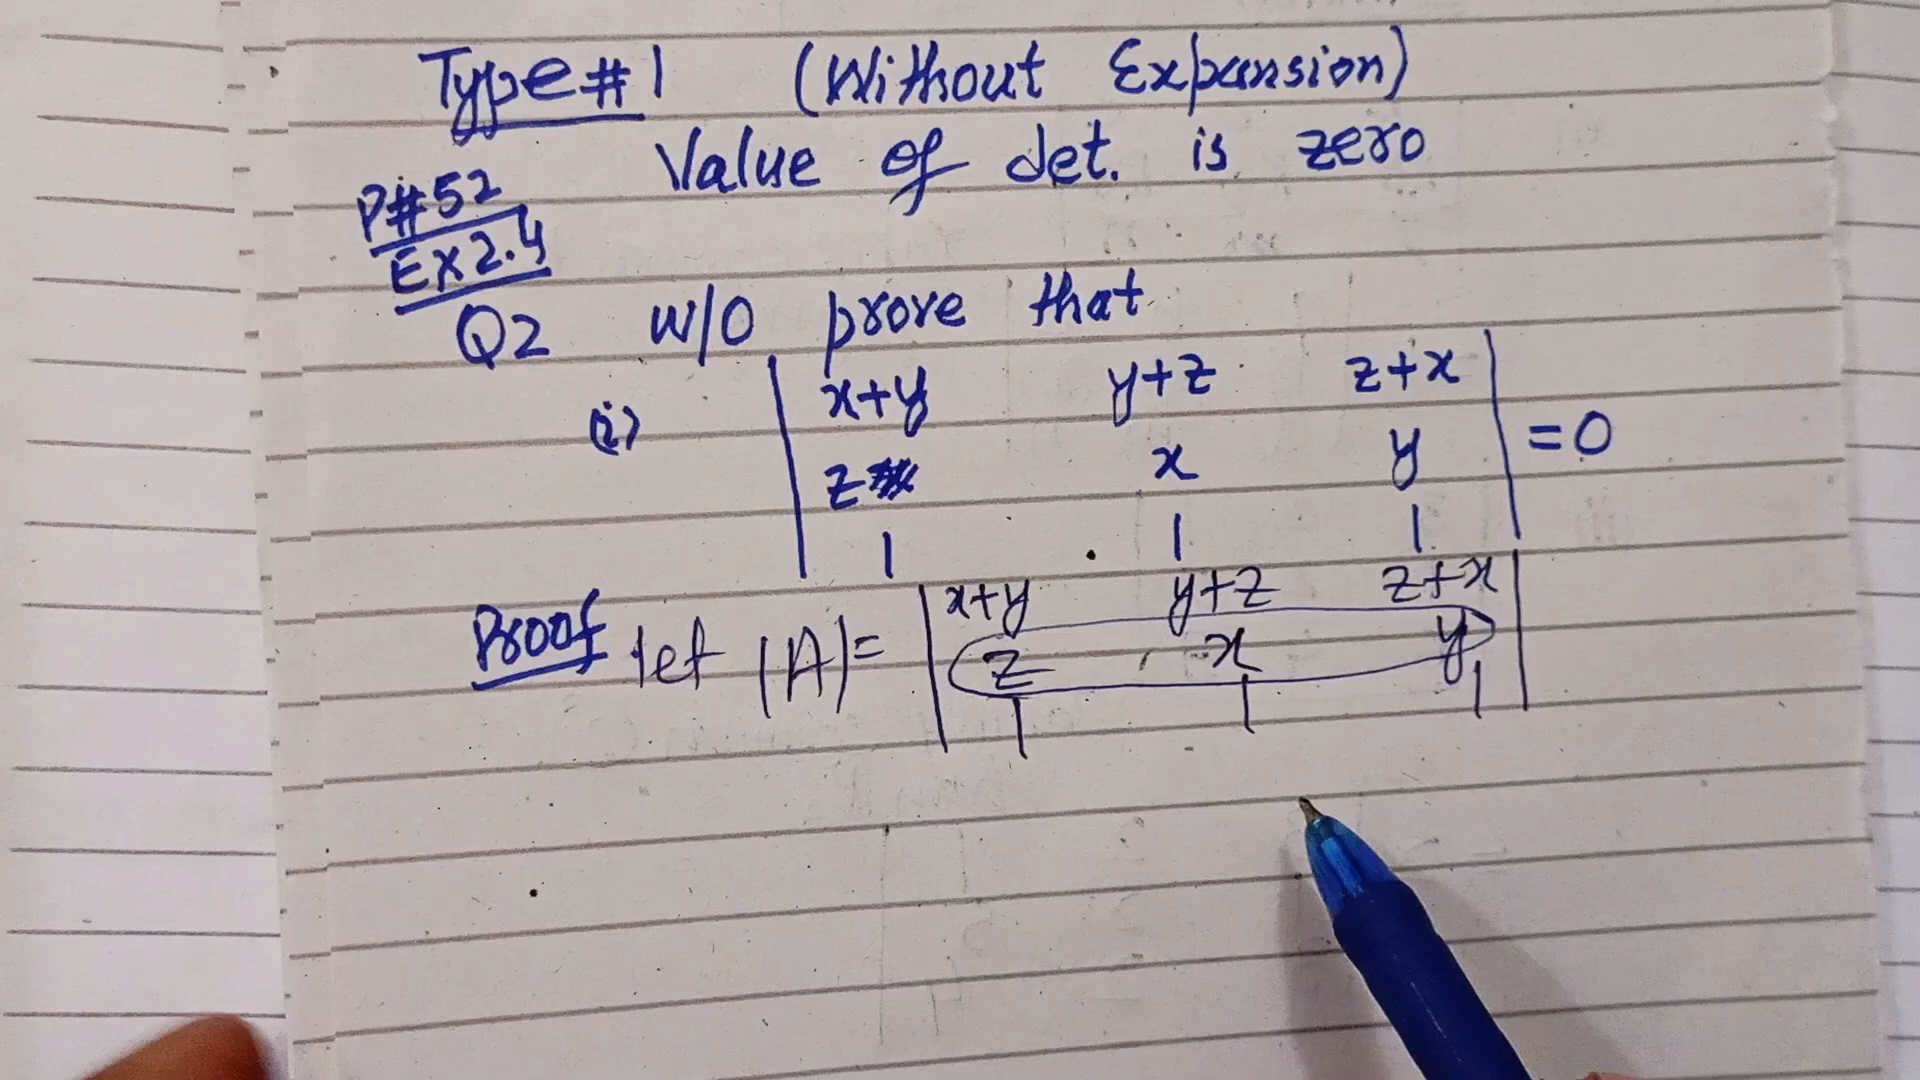 Type#1 (Without Expansion)
Value of det. is zero
P#52
Ex2.4
Q2 W/O prove that
(i) | x+y y+z z+x |
| z x y | =0
| 1 1 1 |
Proof let |A|= | x+y y+z z+x |
| z x y |
| 1 1 1 |